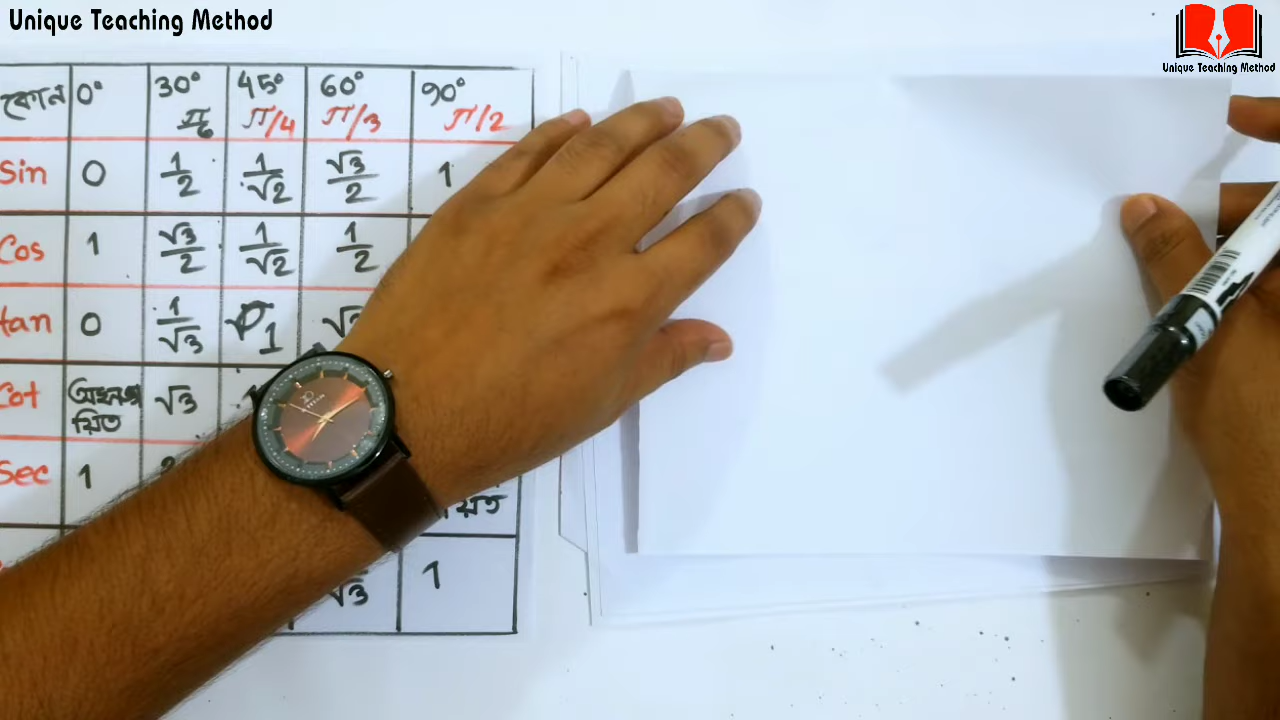 Unique Teaching Method
Unique Teaching Method
কোন 0° 30° 45° 60° 90°
π/6 π/4 π/3 π/2
Sin 0 1/2 1/√2 √3/2 1
Cos 1 √3/2 1/√2 1/2
tan 0 1/√3 1
Cot √3
Sec 1
য়িত
√3 1